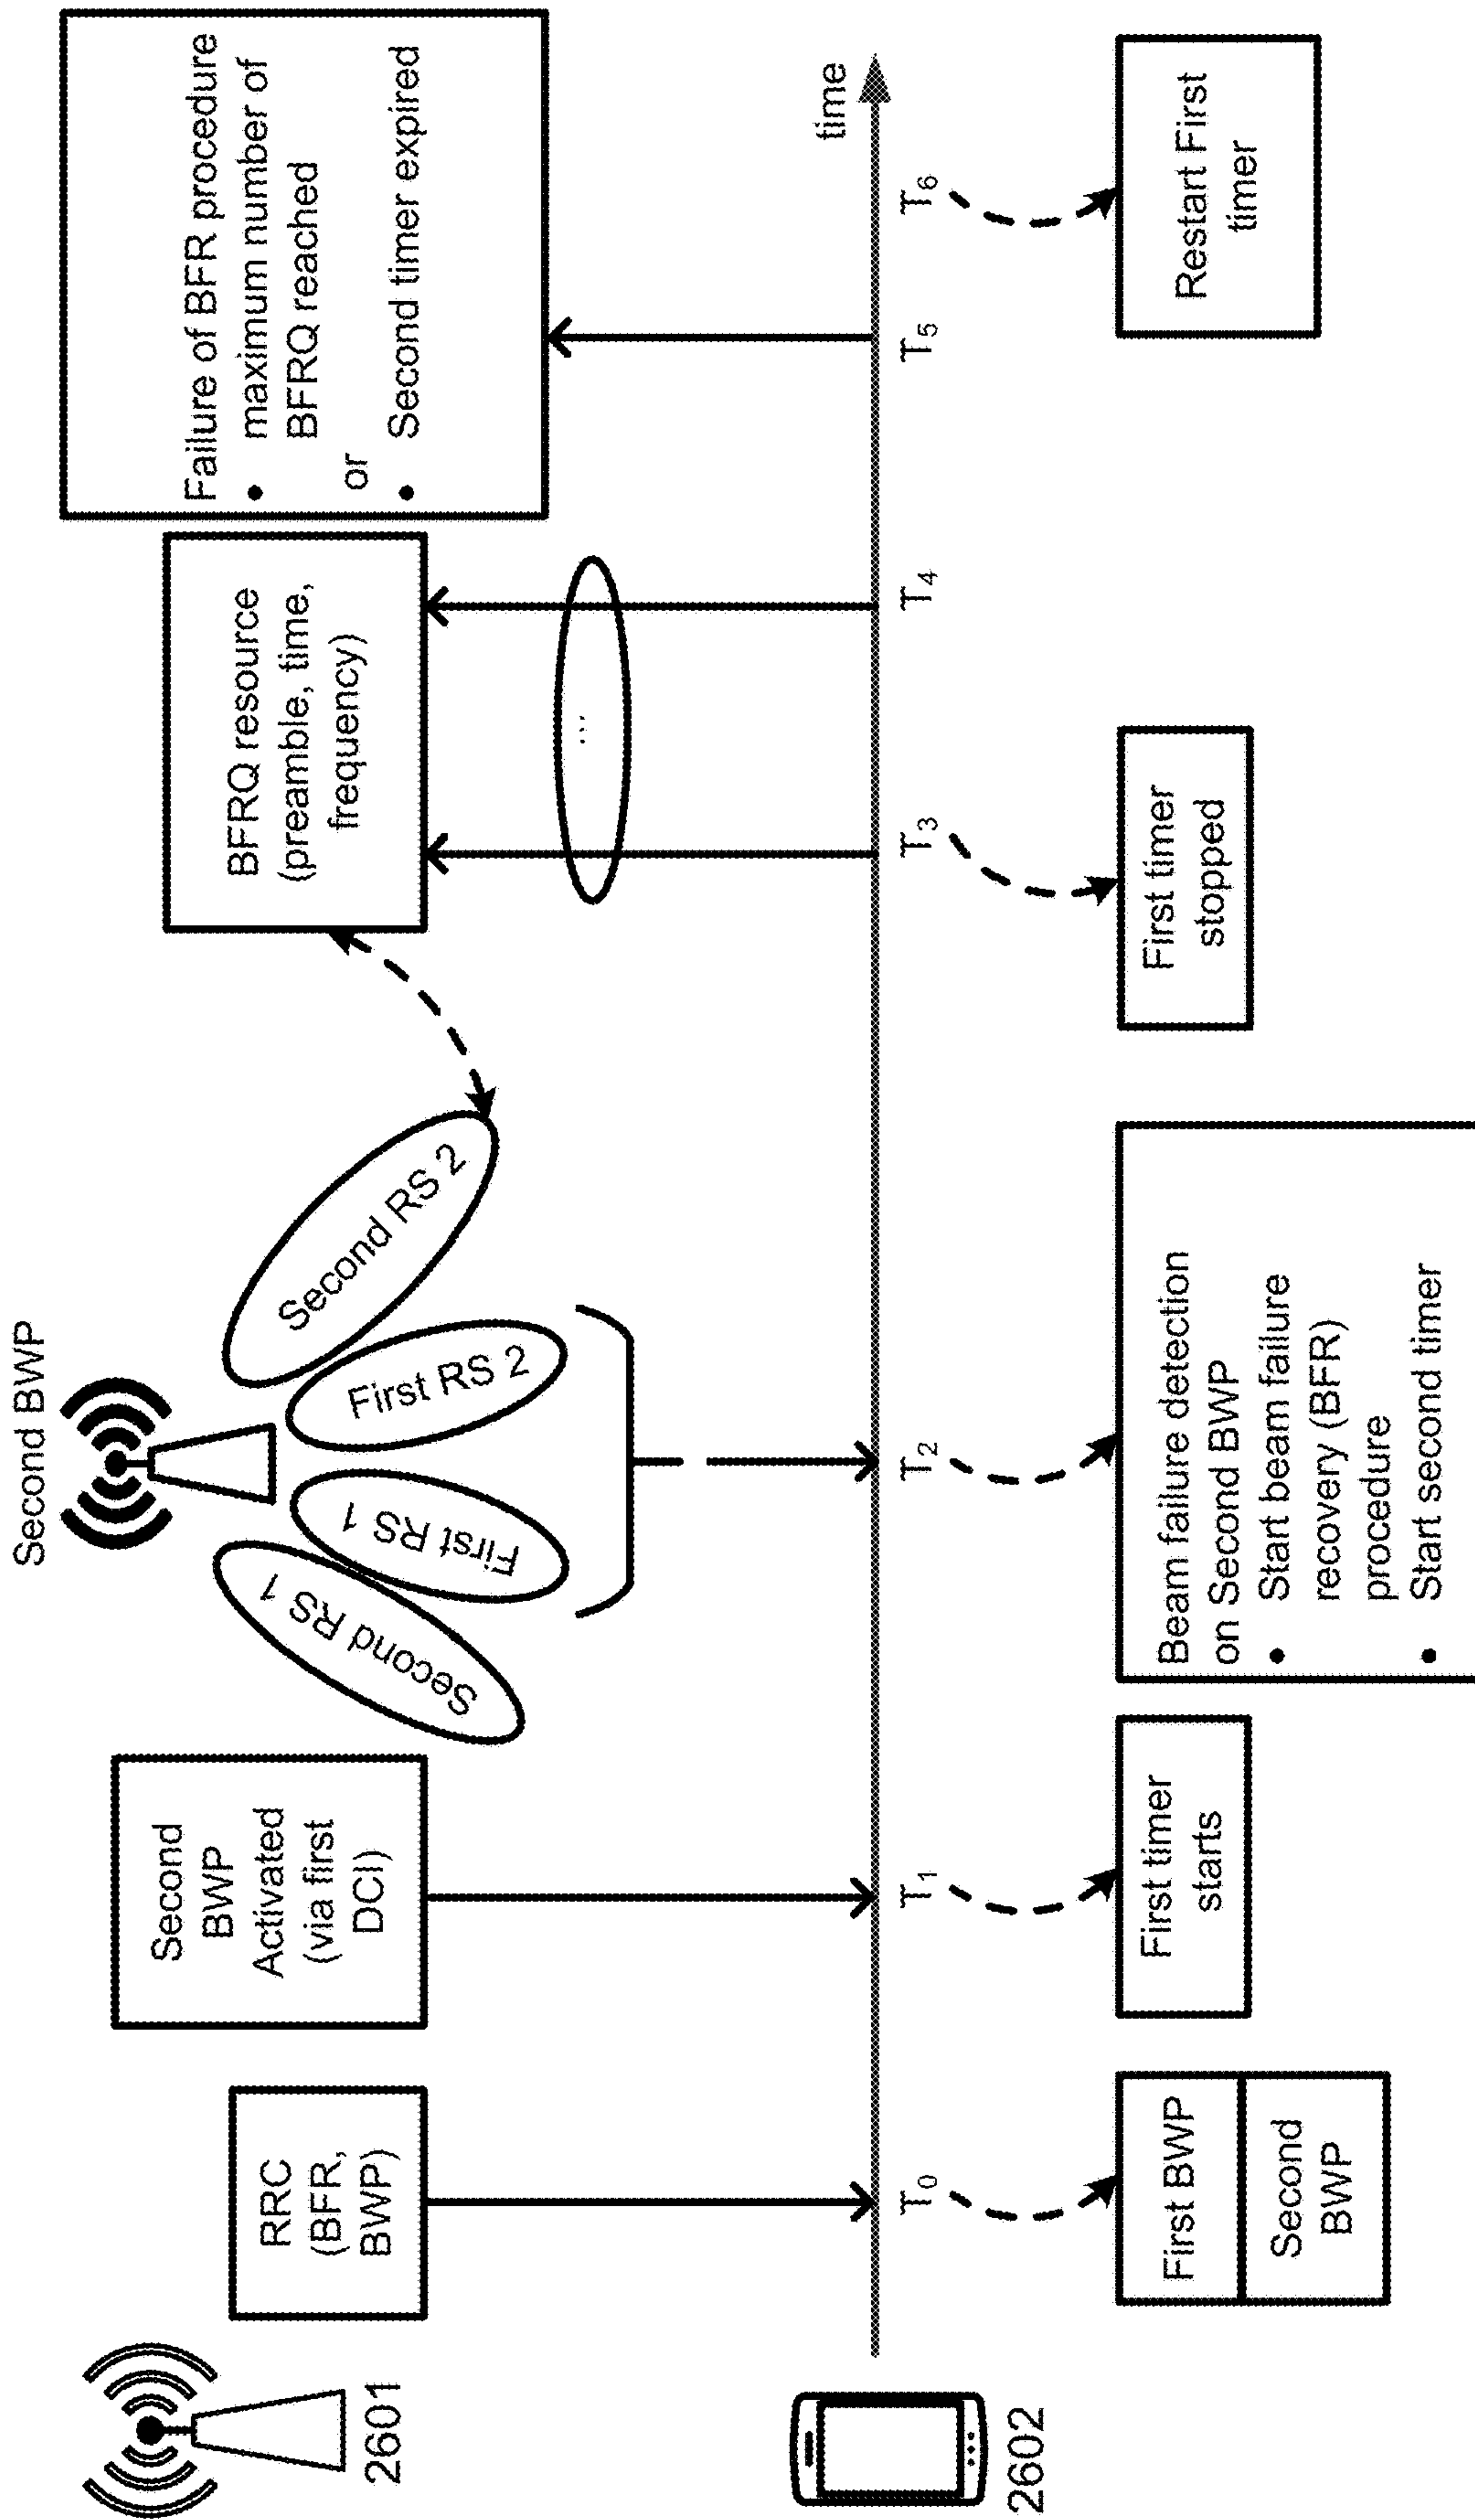 Second BWP
2601
RRC
(BFR,
BWP)
Second
BWP
Activated
(via first
DCI)
Second RS 1
First RS 1
First RS 2
Second RS 2
BFRQ resource
(preamble, time,
frequency)
...
Failure of BFR procedure
• maximum number of
BFRQ reached
or
• Second timer expired
time
2602
T0
T1
T2
T3
T4
T5
T6
First BWP
Second
BWP
First timer
starts
Beam failure detection
on Second BWP
• Start beam failure
recovery (BFR)
procedure
• Start second timer
First timer
stopped
Restart First
timer